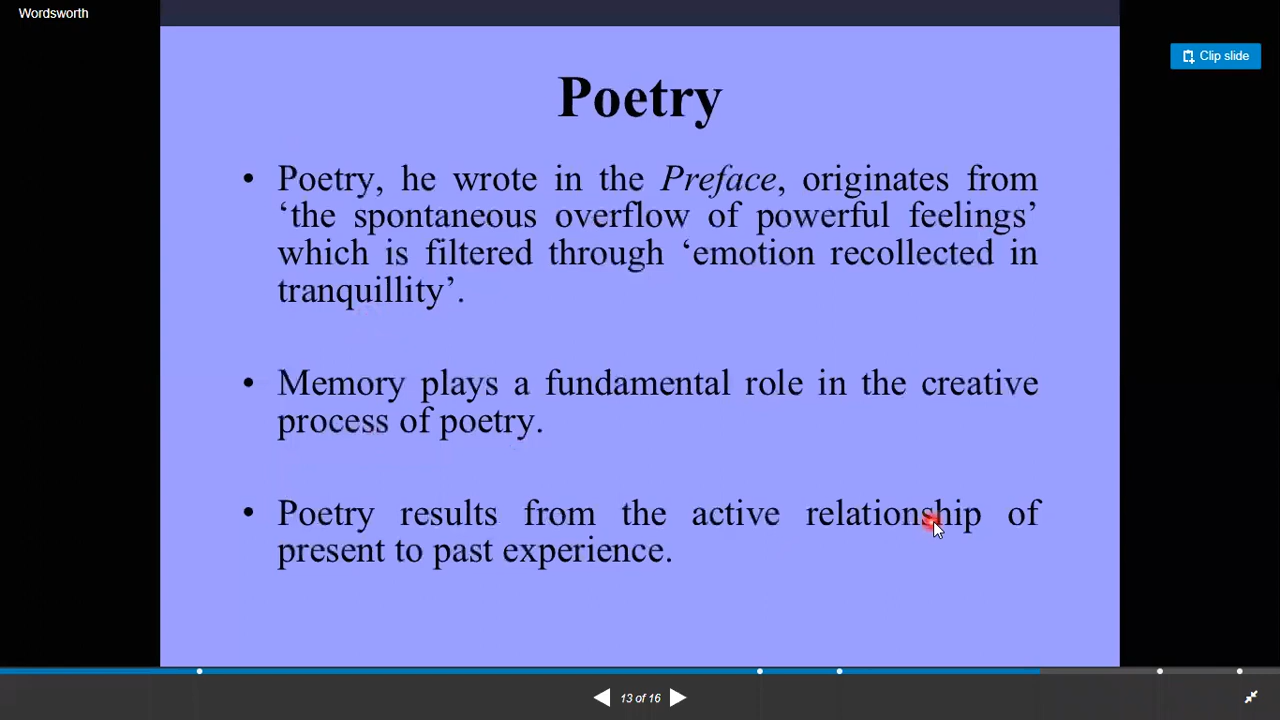 Wordsworth
Clip slide
Poetry
• Poetry, he wrote in the Preface, originates from
‘the spontaneous overflow of powerful feelings’
which is filtered through ‘emotion recollected in
tranquillity’.
• Memory plays a fundamental role in the creative
process of poetry.
• Poetry results from the active relationship of
present to past experience.
13 of 16